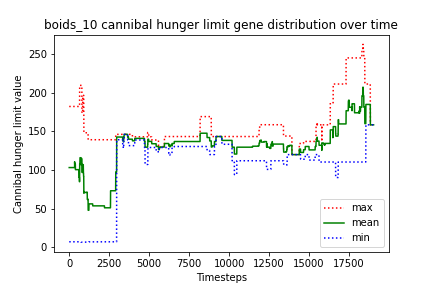 boids_10 cannibal hunger limit gene distribution over time
Cannibal hunger limit value
250
200
150
100
50
0
0
2500
5000
7500
10000
12500
15000
17500
Timesteps
max
mean
min